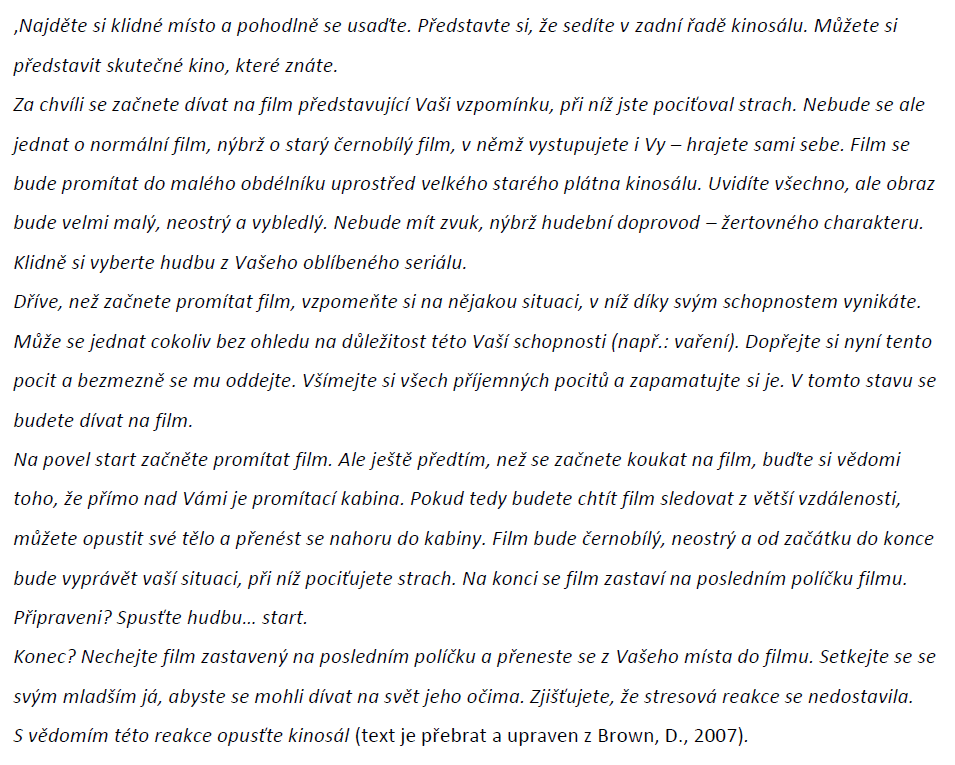 ‚Najděte si klidné místo a pohodlně se usaďte. Představte si, že sedíte v zadní řadě kinosálu. Můžete si
představit skutečné kino, které znáte.
Za chvíli se začnete dívat na film představující Vaši vzpomínku, při níž jste pociťoval strach. Nebude se ale
jednat o normální film, nýbrž o starý černobílý film, v němž vystupujete i Vy – hrajete sami sebe. Film se
bude promítat do malého obdélníku uprostřed velkého starého plátna kinosálu. Uvidíte všechno, ale obraz
bude velmi malý, neostrý a vybledlý. Nebude mít zvuk, nýbrž hudební doprovod – žertovného charakteru.
Klidně si vyberte hudbu z Vašeho oblíbeného seriálu.
Dříve, než začnete promítat film, vzpomeňte si na nějakou situaci, v níž díky svým schopnostem vynikáte.
Může se jednat cokoliv bez ohledu na důležitost této Vaší schopnosti (např.: vaření). Dopřejte si nyní tento
pocit a bezmezně se mu oddejte. Všímejte si všech příjemných pocitů a zapamatujte si je. V tomto stavu se
budete dívat na film.
Na povel start začněte promítat film. Ale ještě předtím, než se začnete koukat na film, buďte si vědomi
toho, že přímo nad Vámi je promítací kabina. Pokud tedy budete chtít film sledovat z větší vzdálenosti,
můžete opustit své tělo a přenést se nahoru do kabiny. Film bude černobílý, neostrý a od začátku do konce
bude vyprávět vaší situaci, při níž pociťujete strach. Na konci se film zastaví na posledním políčku filmu.
Připraveni? Spusťte hudbu... start.
Konec? Nechejte film zastavený na posledním políčku a přeneste se z Vašeho místa do filmu. Setkejte se se
svým mladším já, abyste se mohli dívat na svět jeho očima. Zjišťujete, že stresová reakce se nedostavila.
S vědomím této reakce opusťte kinosál (text je přebrat a upraven z Brown, D., 2007).